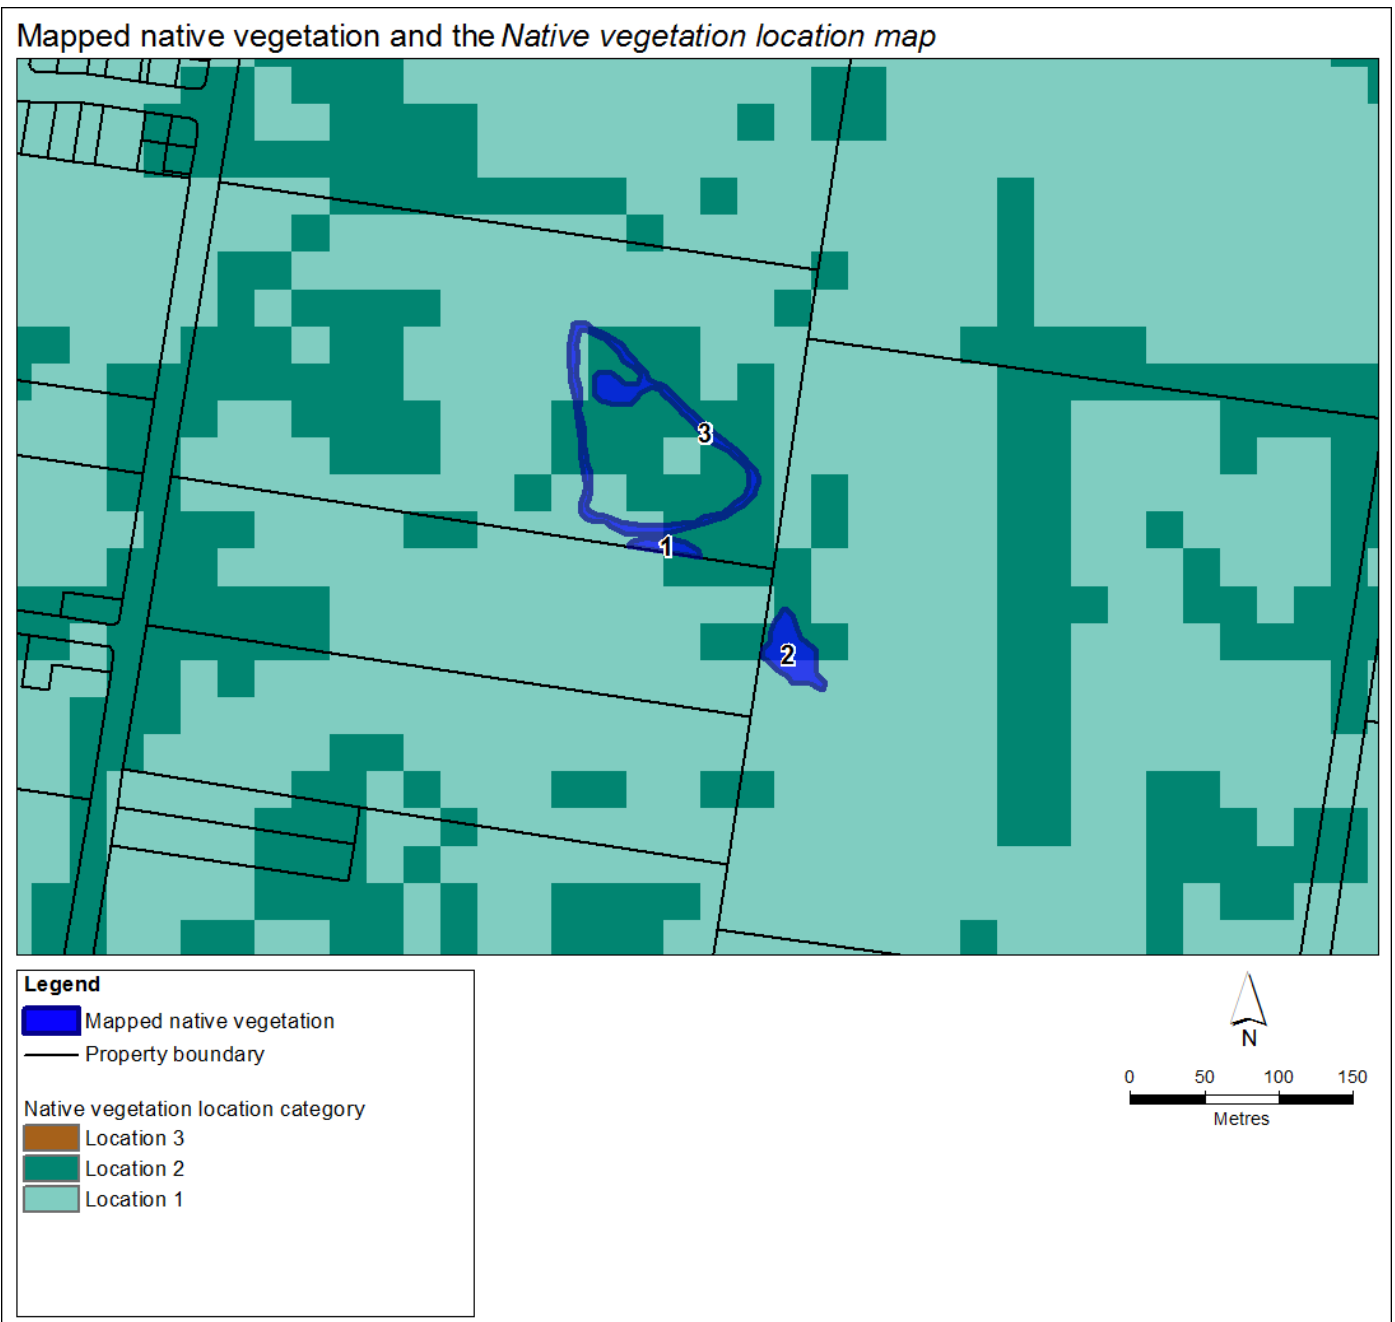 Mapped native vegetation and the Native vegetation location map
3
1
2
Legend
Mapped native vegetation
Property boundary
Native vegetation location category
Location 3
Location 2
Location 1
N
0 50 100 150
Metres